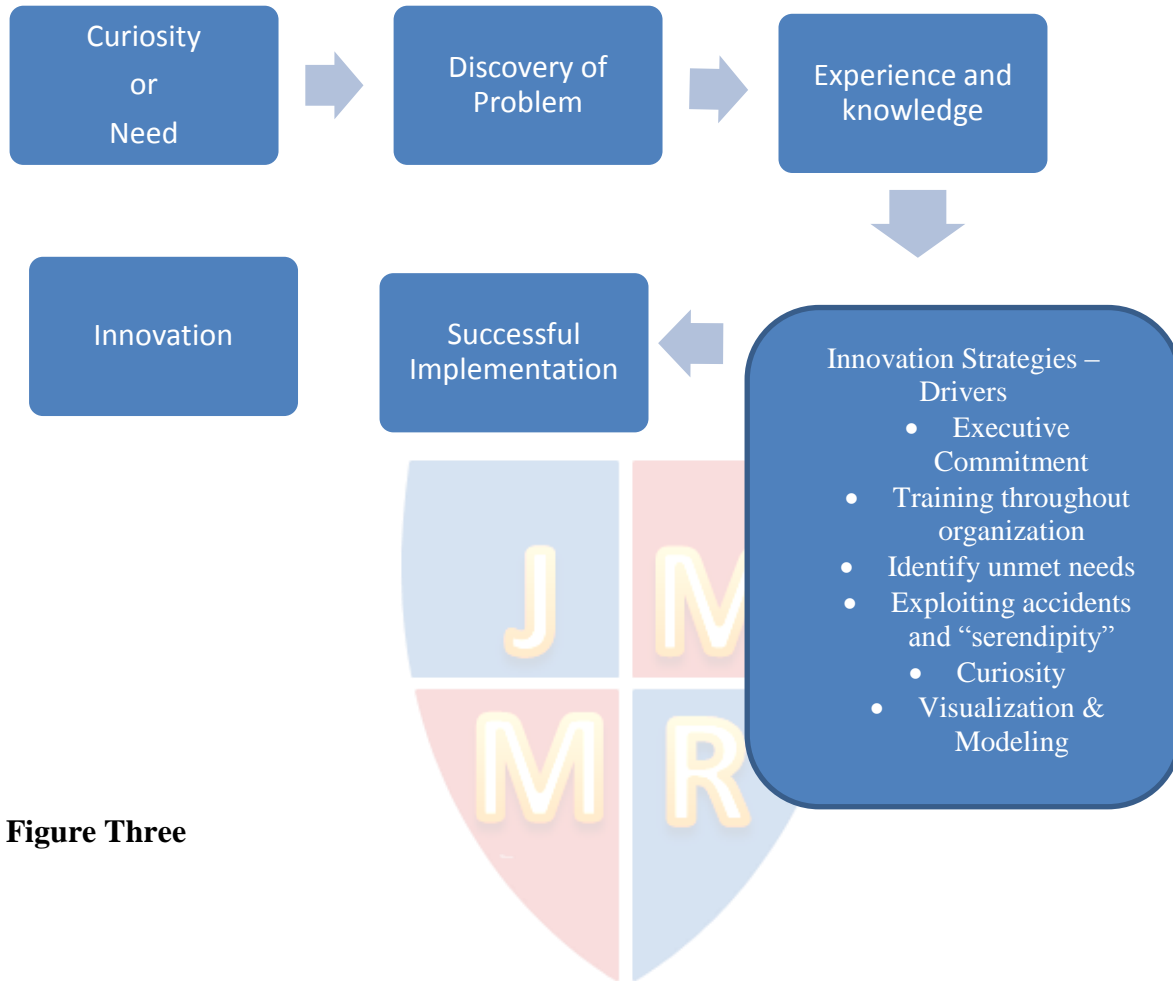 Curiosity
or
Need
Discovery of
Problem
Experience and
knowledge
Innovation
Successful
Implementation
Innovation Strategies –
Drivers
• Executive
Commitment
• Training throughout
organization
• Identify unmet needs
• Exploiting accidents
and “serendipity”
• Curiosity
• Visualization &
Modeling
J M
M R
Figure Three